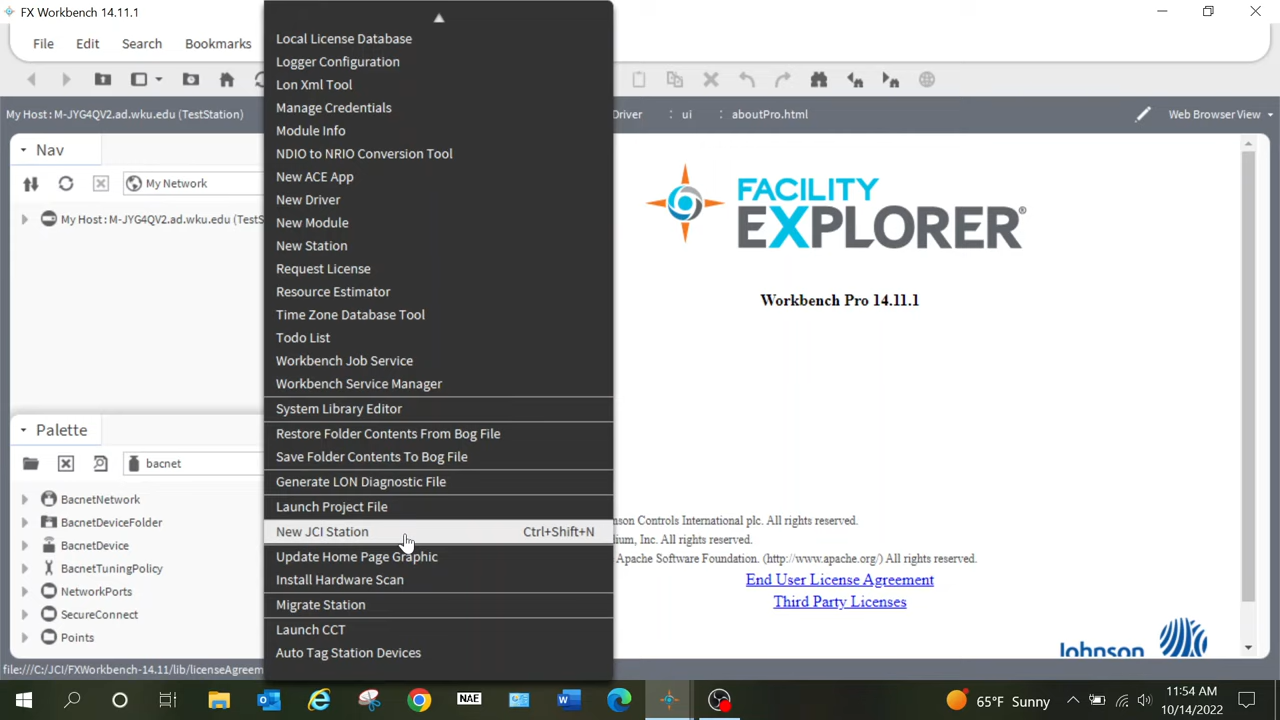 FX Workbench 14.11.1
File Edit Search Bookmarks
My Host : M-JYG4QV2.ad.wku.edu (TestStation)
Driver : ui : aboutPro.html
Web Browser View
Nav
My Network
My Host : M-JYG4QV2.ad.wku.edu (TestS
Palette
bacnet
BacnetNetwork
BacnetDeviceFolder
BacnetDevice
BacnetTuningPolicy
NetworkPorts
SecureConnect
Points
file:///C:/JCI/FXWorkbench-14.11/lib/licenseAgreem
Local License Database
Logger Configuration
Lon Xml Tool
Manage Credentials
Module Info
NDIO to NRIO Conversion Tool
New ACE App
New Driver
New Module
New Station
Request License
Resource Estimator
Time Zone Database Tool
Todo List
Workbench Job Service
Workbench Service Manager
System Library Editor
Restore Folder Contents From Bog File
Save Folder Contents To Bog File
Generate LON Diagnostic File
Launch Project File
New JCI Station Ctrl+Shift+N
Update Home Page Graphic
Install Hardware Scan
Migrate Station
Launch CCT
Auto Tag Station Devices
FACILITY
EXPLORER®
Workbench Pro 14.11.1
nson Controls International plc. All rights reserved.
dium, Inc. All rights reserved.
Apache Software Foundation. (http://www.apache.org/) All rights reserved.
End User License Agreement
Third Party Licenses
Johnson
NAE
65°F Sunny
11:54 AM
10/14/2022